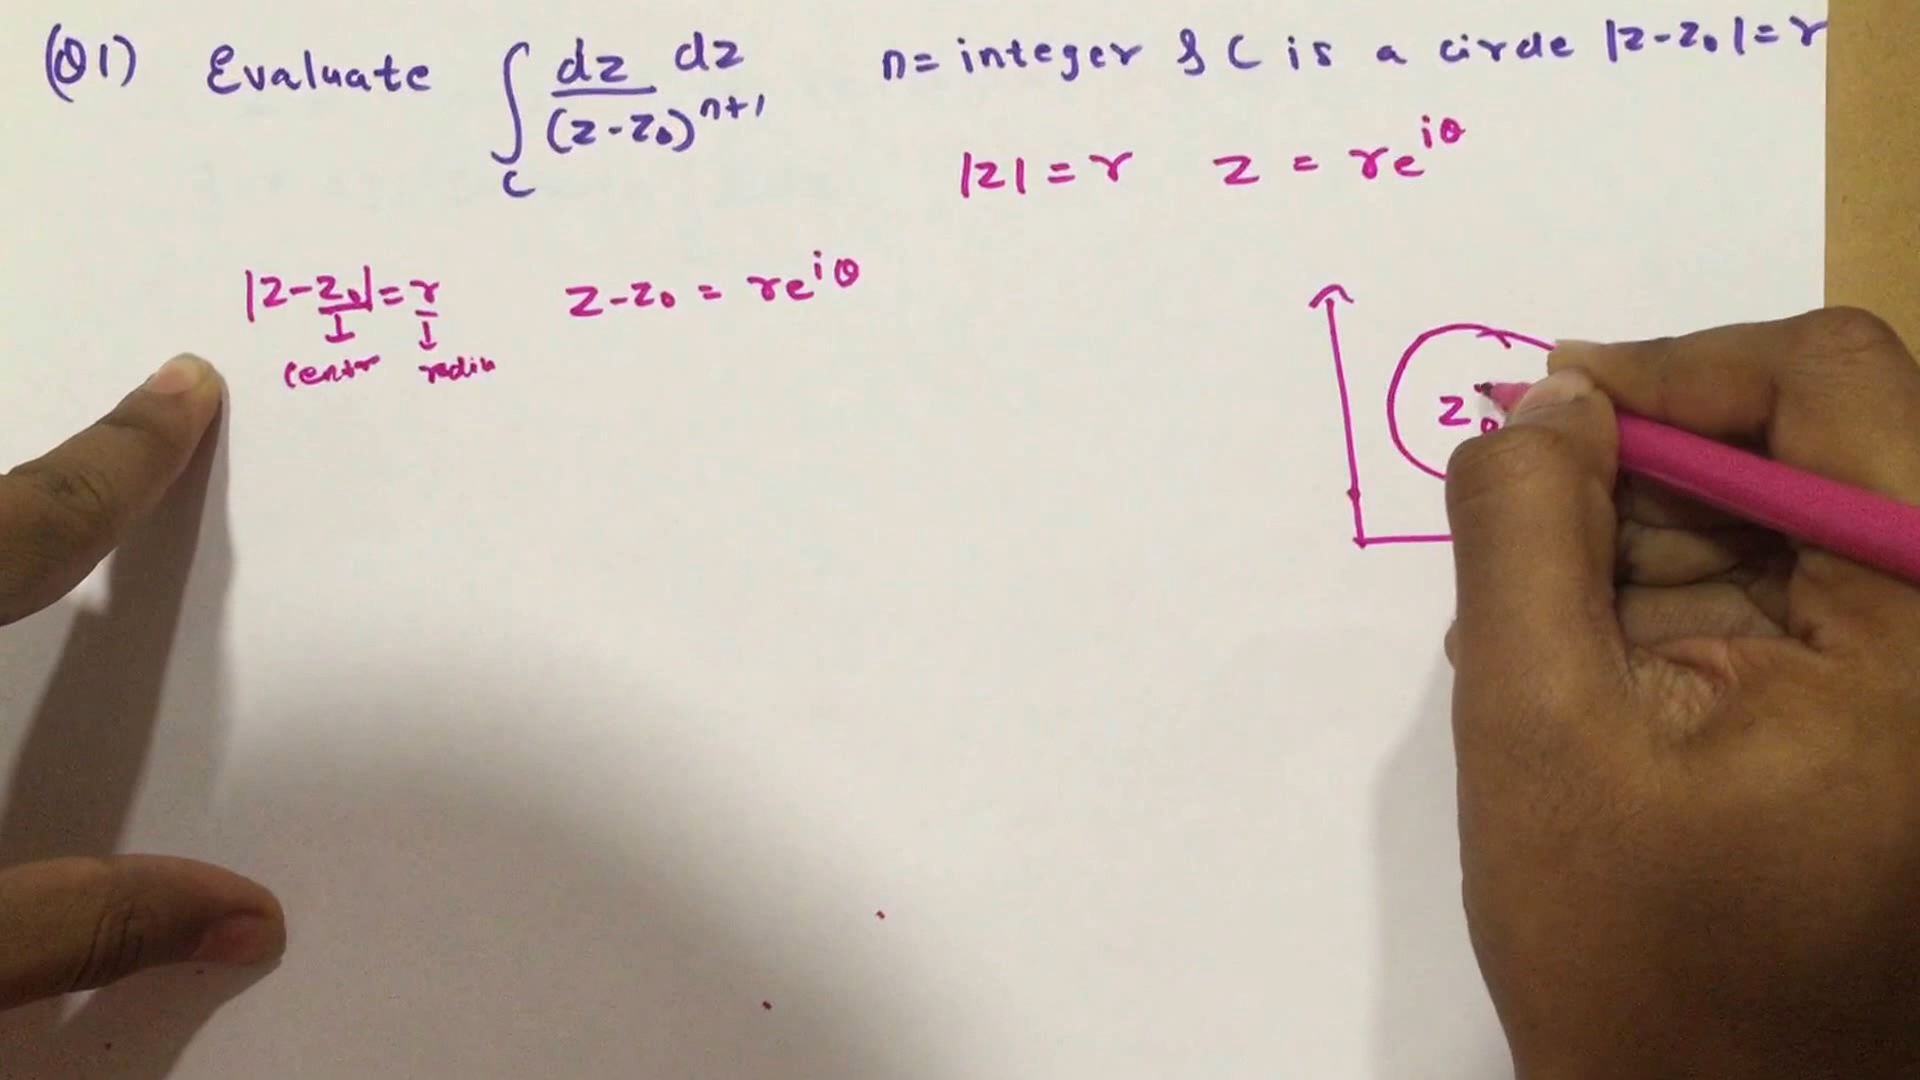 (Q1) Evaluate ∫_C dz/(z-z₀)^{n+1} dz n = integer & C is a circle |z-z₀|=r
|z| = r z = re^{iθ}
|z-z₀|=r z-z₀ = re^{iθ}
center radiu
z₀